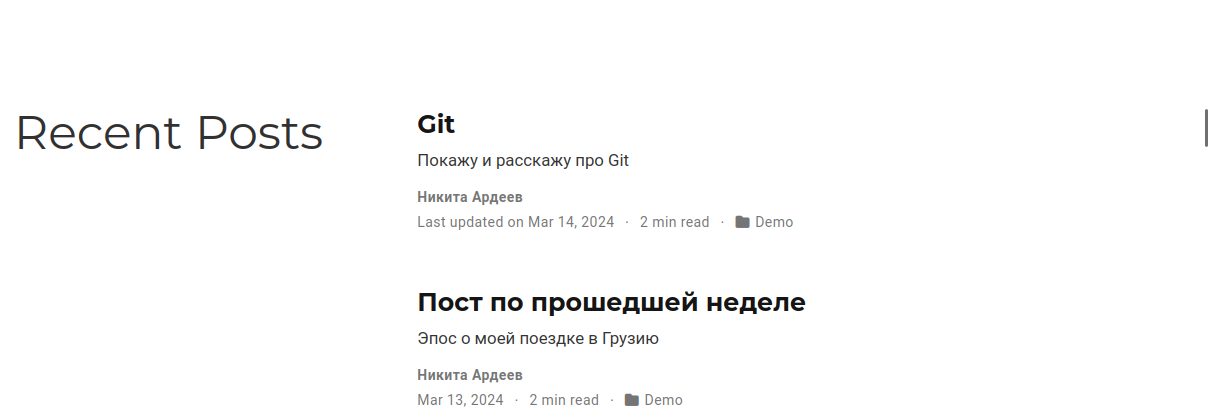 Recent Posts
Git
Покажу и расскажу про Git
Никита Ардеев
Last updated on Mar 14, 2024 · 2 min read · Demo
Пост по прошедшей неделе
Эпос о моей поездке в Грузию
Никита Ардеев
Mar 13, 2024 · 2 min read · Demo